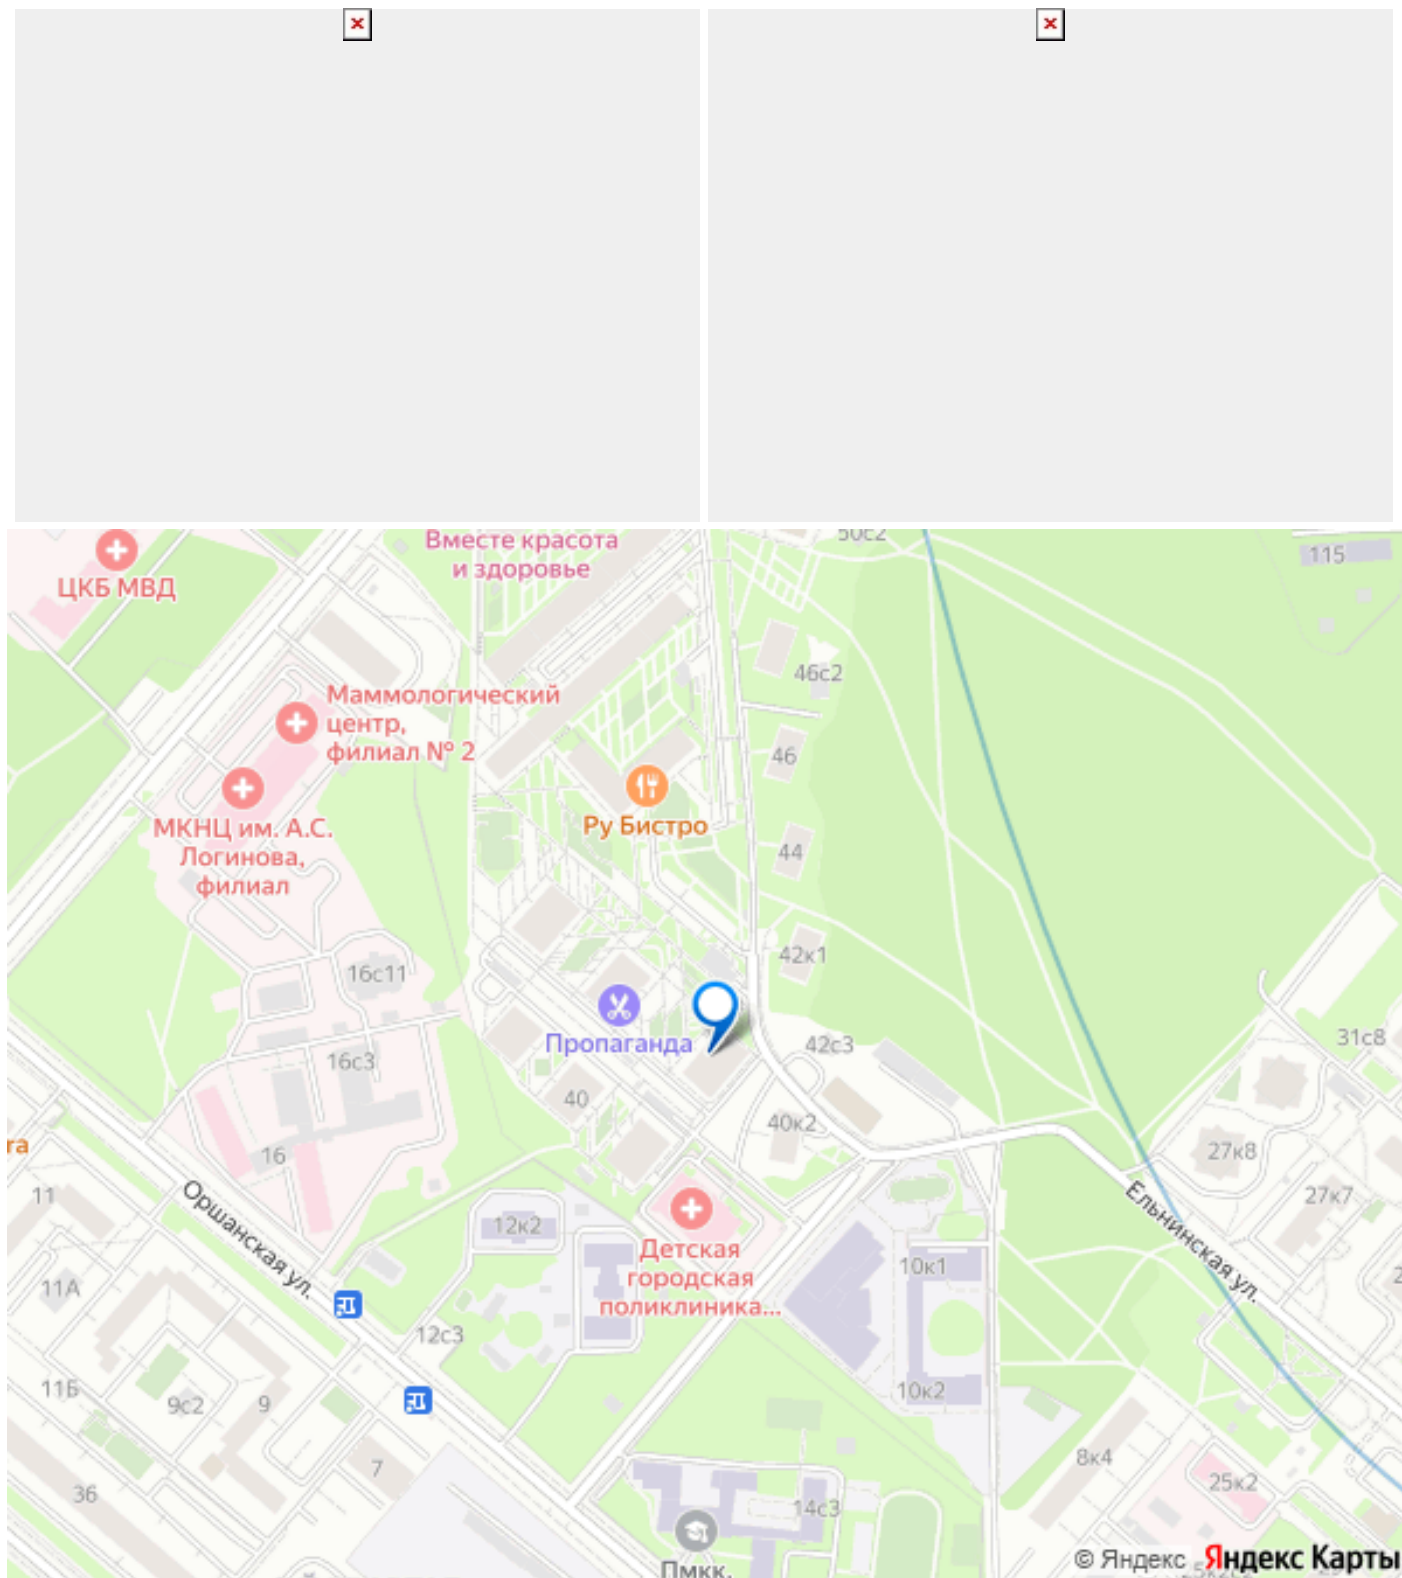 Вместе красота
и здоровье
50с2
115
ЦКБ МВД
46с2
Маммологический
центр,
филиал № 2
46
МКНЦ им. А.С.
Логинова,
филиал
Ру Бистро
44
42к1
16с11
Пропаганда
42с3
31с8
16с3
40
40к2
27к8
16
11
27к7
Оршанская ул.
12к2
Ельнинская ул.
Детская
городская
поликлиника...
10к1
11А
12с3
11Б
9с2
9
10к2
7
8к4
36
25к2
14с3
Пмкк.
© Яндекс
Яндекс Карты